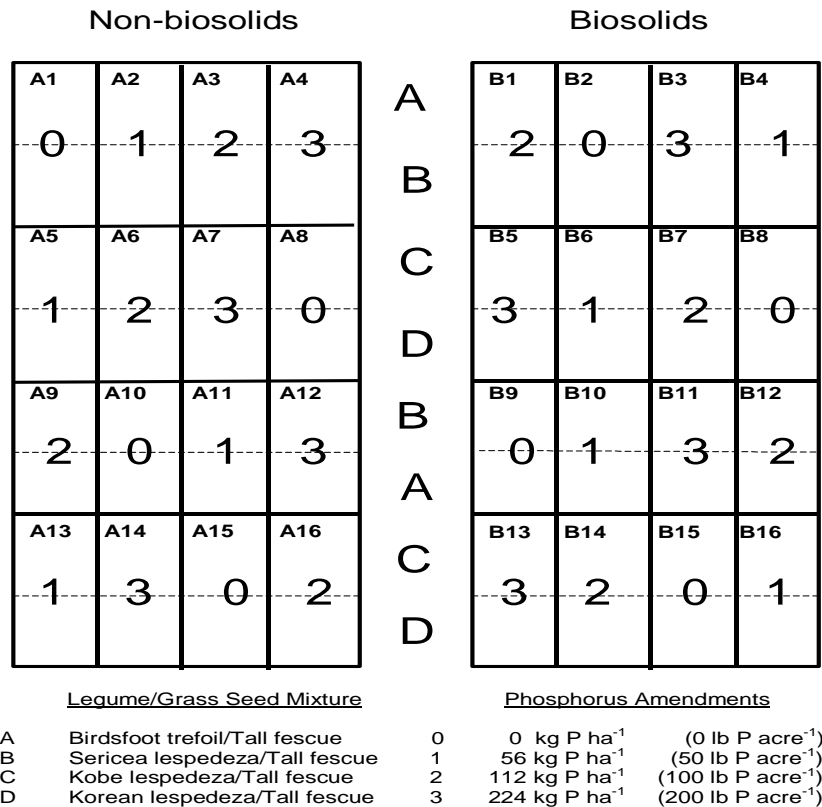 Non-biosolids Biosolids
A1 A2 A3 A4 A B1 B2 B3 B4
0 1 2 3 2 0 3 1
B
A5 A6 A7 A8 C B5 B6 B7 B8
1 2 3 0 3 1 2 0
D
A9 A10 A11 A12 B B9 B10 B11 B12
2 0 1 3 0 1 3 2
A
A13 A14 A15 A16 C B13 B14 B15 B16
1 3 0 2 3 2 0 1
D
Legume/Grass Seed Mixture Phosphorus Amendments
A Birdsfoot trefoil/Tall fescue 0 0 kg P ha⁻¹ (0 lb P acre⁻¹)
B Sericea lespedeza/Tall fescue 1 56 kg P ha⁻¹ (50 lb P acre⁻¹)
C Kobe lespedeza/Tall fescue 2 112 kg P ha⁻¹ (100 lb P acre⁻¹)
D Korean lespedeza/Tall fescue 3 224 kg P ha⁻¹ (200 lb P acre⁻¹)